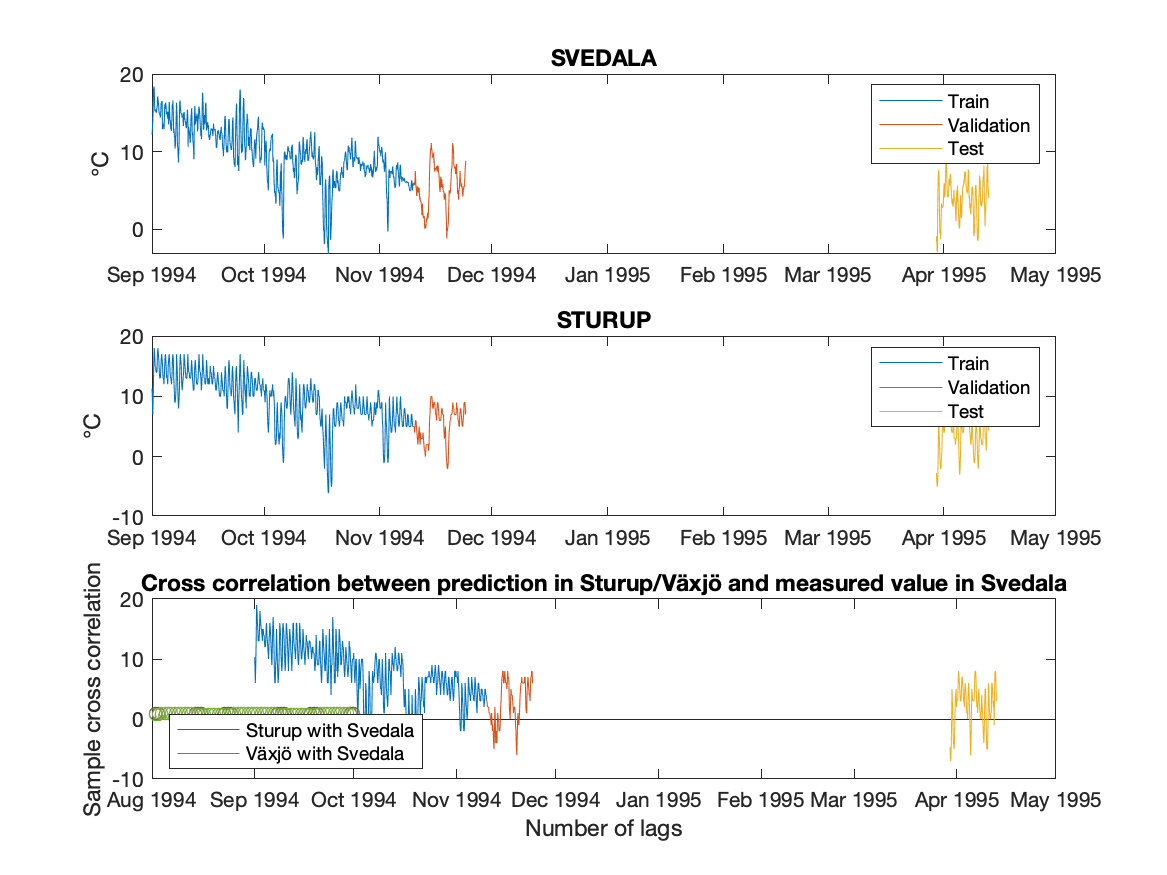 SVEDALA
20
10
0
°C
Train
Validation
Test
Sep 1994 Oct 1994 Nov 1994 Dec 1994 Jan 1995 Feb 1995 Mar 1995 Apr 1995 May 1995
STURUP
20
10
0
-10
°C
Train
Validation
Test
Sep 1994 Oct 1994 Nov 1994 Dec 1994 Jan 1995 Feb 1995 Mar 1995 Apr 1995 May 1995
Cross correlation between prediction in Sturup/Växjö and measured value in Svedala
20
10
0
-10
Sample cross correlation
Sturup with Svedala
Växjö with Svedala
Aug 1994 Sep 1994 Oct 1994 Nov 1994 Dec 1994 Jan 1995 Feb 1995 Mar 1995 Apr 1995 May 1995
Number of lags